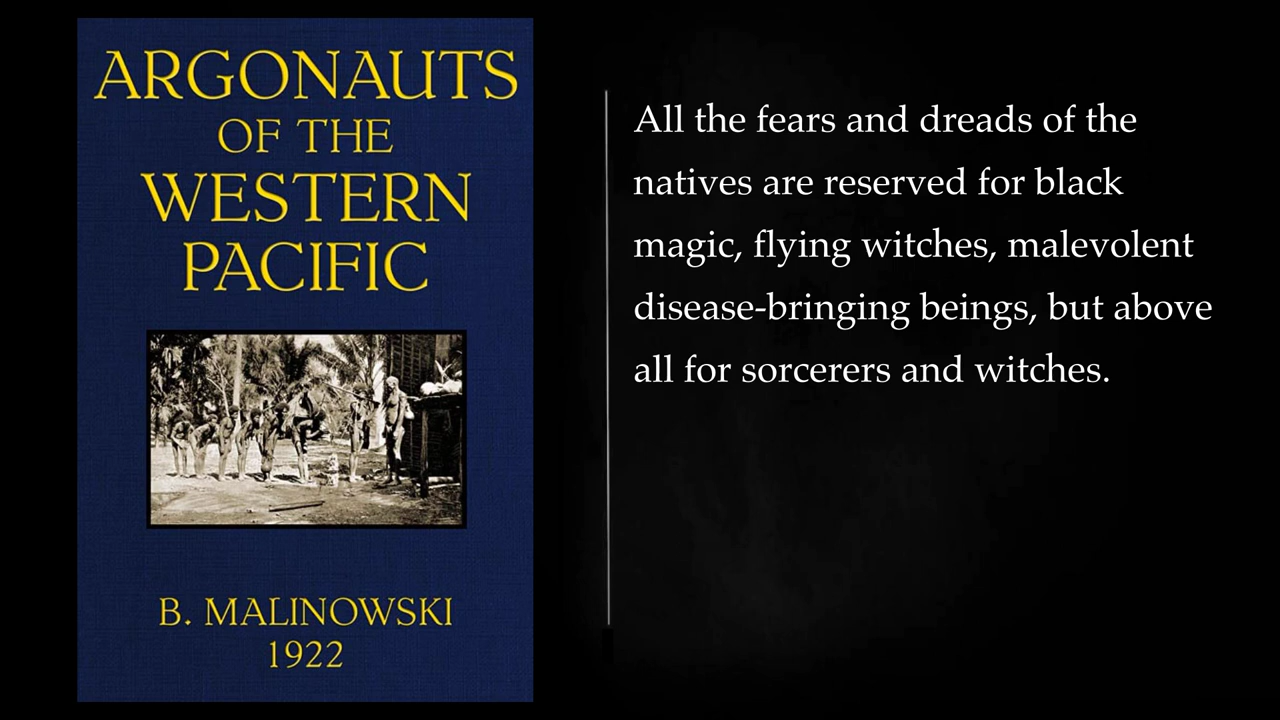 ARGONAUTS
OF THE
WESTERN
PACIFIC
B. MALINOWSKI
1922
All the fears and dreads of the
natives are reserved for black
magic, flying witches, malevolent
disease-bringing beings, but above
all for sorcerers and witches.